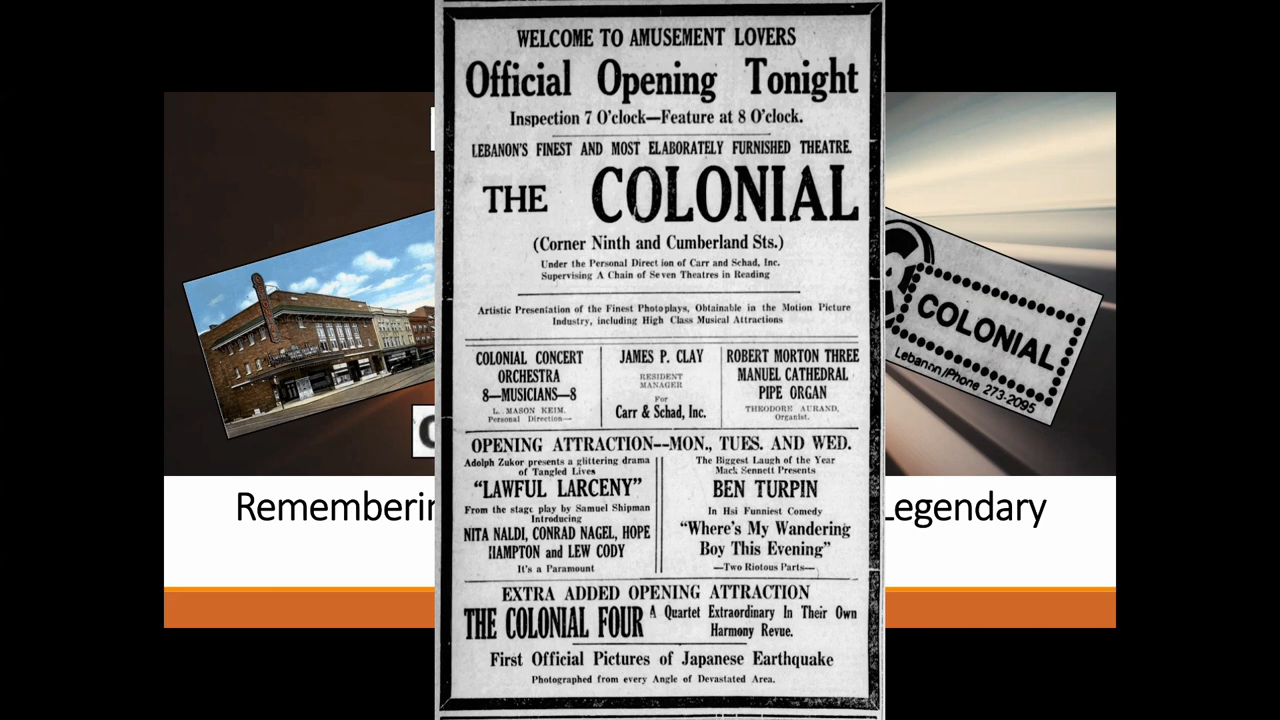 WELCOME TO AMUSEMENT LOVERS
Official Opening Tonight
Inspection 7 O'clock—Feature at 8 O'clock.
LEBANON'S FINEST AND MOST ELABORATELY FURNISHED THEATRE.
THE COLONIAL
(Corner Ninth and Cumberland Sts.)
Under the Personal Direct ion of Carr and Schad, Inc.
Supervising A Chain of Seven Theatres in Reading
Artistic Presentation of the Finest Photoplays, Obtainable in the Motion Picture
Industry, including High Class Musical Attractions
COLONIAL CONCERT
ORCHESTRA
8—MUSICIANS—8
L. MASON KEIM.
Personal Direction—
JAMES P. CLAY
RESIDENT
MANAGER
For
Carr & Schad, Inc.
ROBERT MORTON THREE
MANUEL CATHEDRAL
PIPE ORGAN
THEODORE AURAND,
Organist.
OPENING ATTRACTION--MON., TUES. AND WED.
Adolph Zukor presents a glittering drama
of Tangled Lives
"LAWFUL LARCENY"
From the stage play by Samuel Shipman
Introducing
NITA NALDI, CONRAD NAGEL, HOPE
HAMPTON and LEW CODY
It's a Paramount
The Biggest Laugh of the Year
Mack Sennett Presents
BEN TURPIN
In Hsi Funniest Comedy
"Where's My Wandering
Boy This Evening"
—Two Riotous Parts—
EXTRA ADDED OPENING ATTRACTION
THE COLONIAL FOUR
A Quartet Extraordinary In Their Own
Harmony Revue.
First Official Pictures of Japanese Earthquake
Photographed from every Angle of Devastated Area.
COLONIAL
Lebanon/Phone 273-2095
Rememberin
Legendary